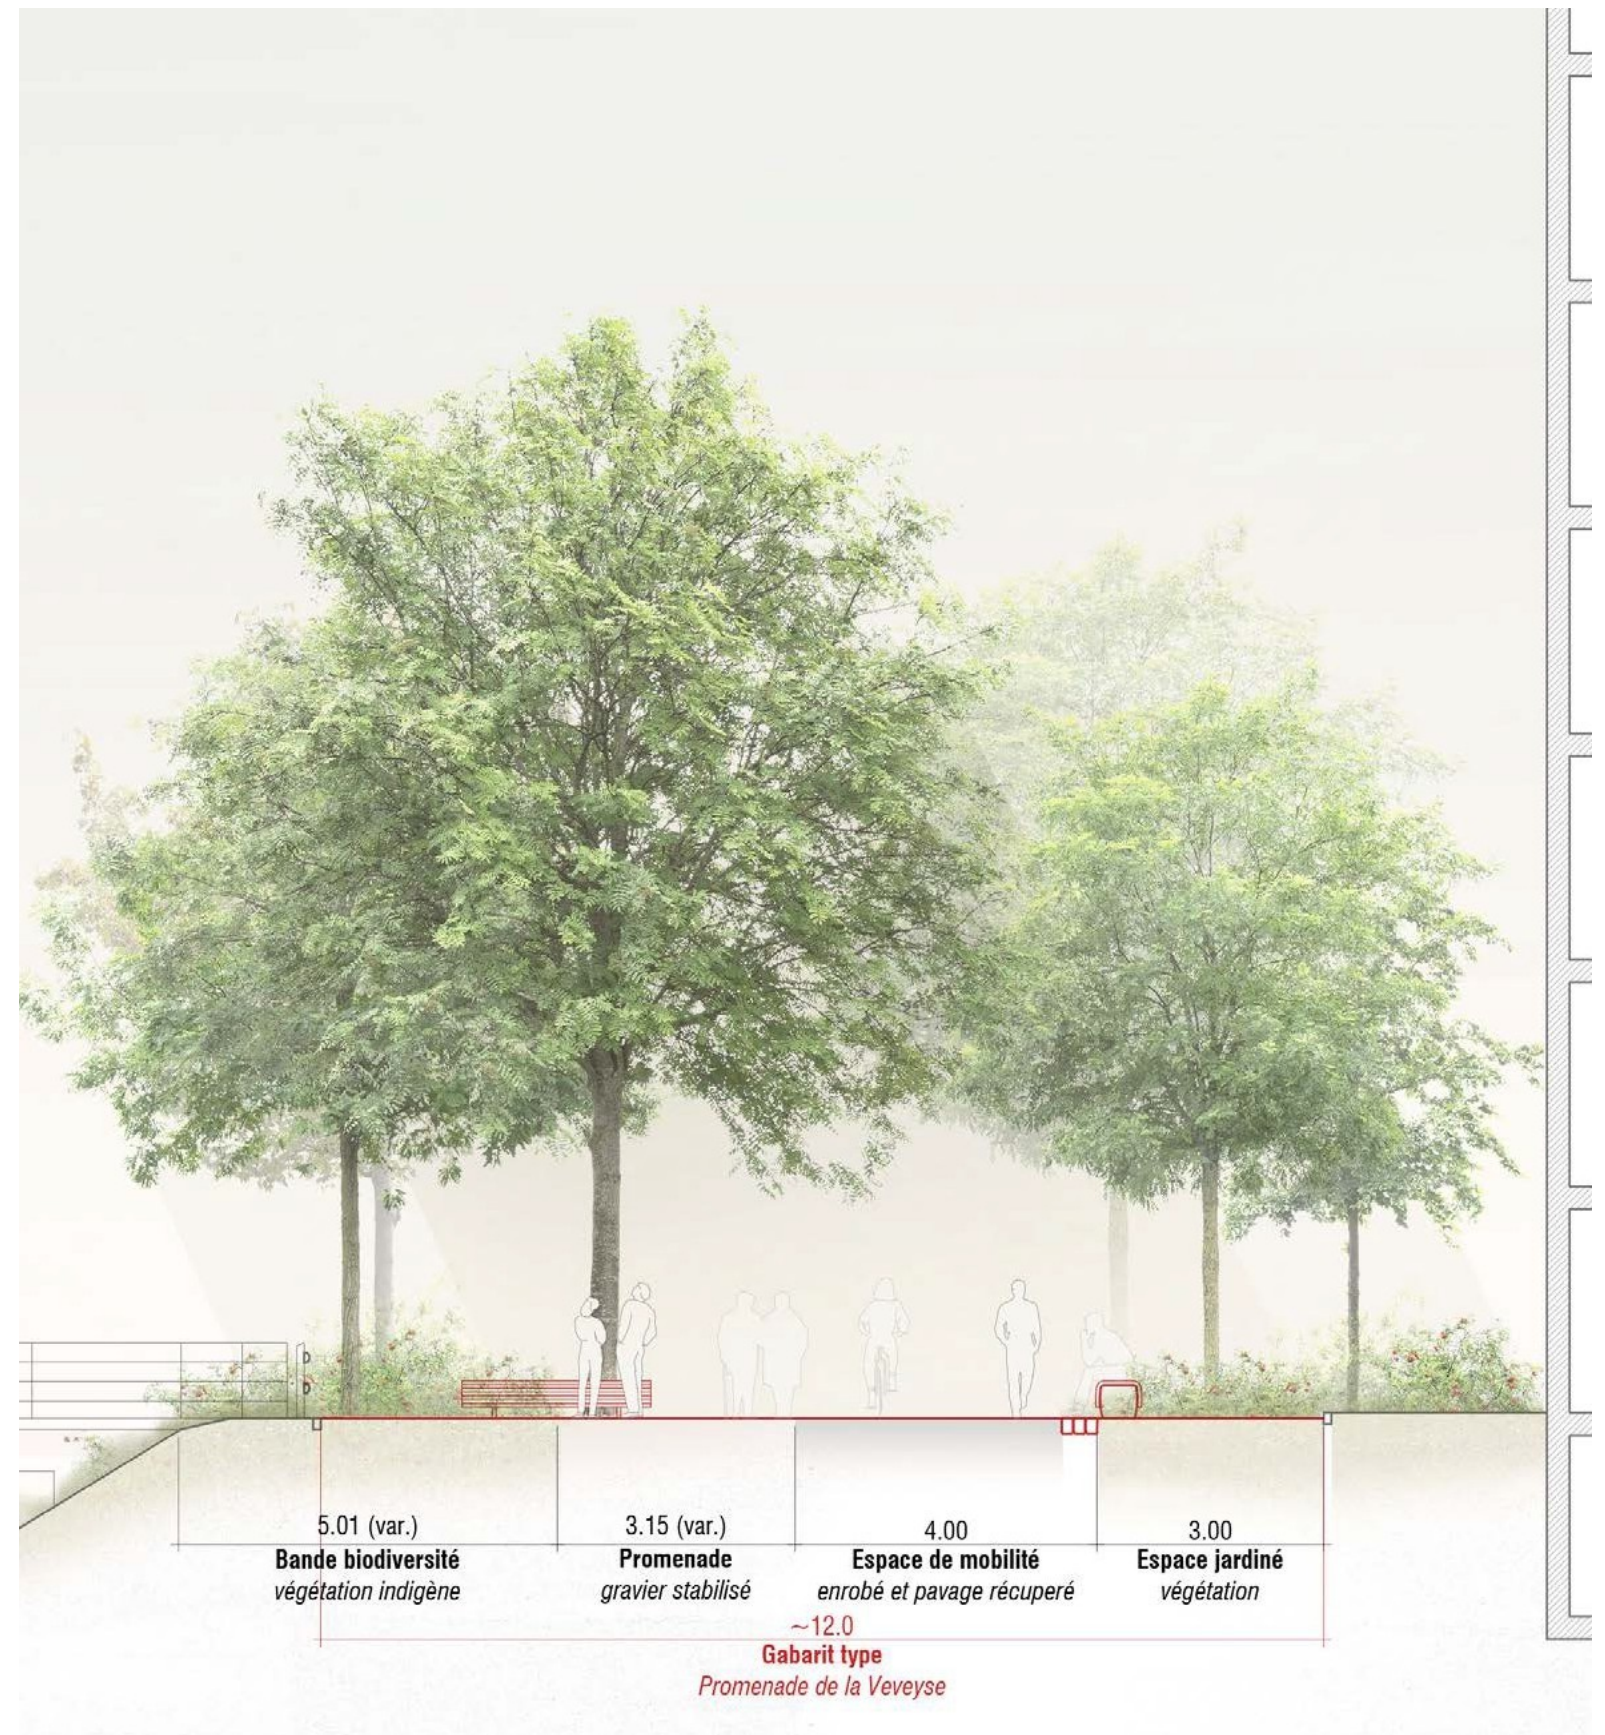 5.01 (var.)
Bande biodiversité
végétation indigène
3.15 (var.)
Promenade
gravier stabilisé
4.00
Espace de mobilité
enrobé et pavage récuperé
3.00
Espace jardiné
végétation
~12.0
Gabarit type
Promenade de la Veveyse